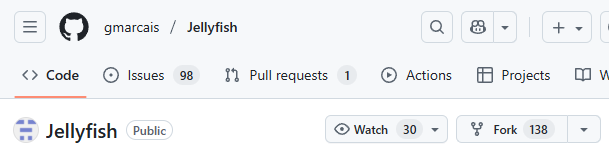 gmarcais / Jellyfish
Code Issues 98 Pull requests 1 Actions Projects W
Jellyfish Public Watch 30 Fork 138